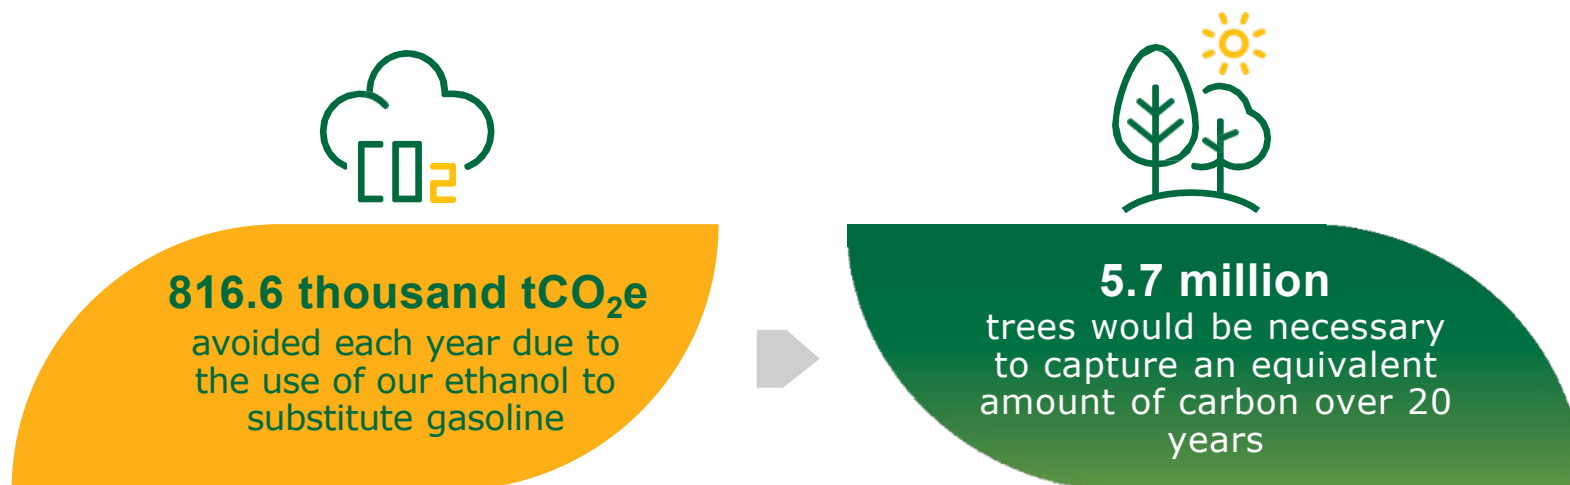 CO2
816.6 thousand tCO₂e
avoided each year due to
the use of our ethanol to
substitute gasoline
5.7 million
trees would be necessary
to capture an equivalent
amount of carbon over 20
years